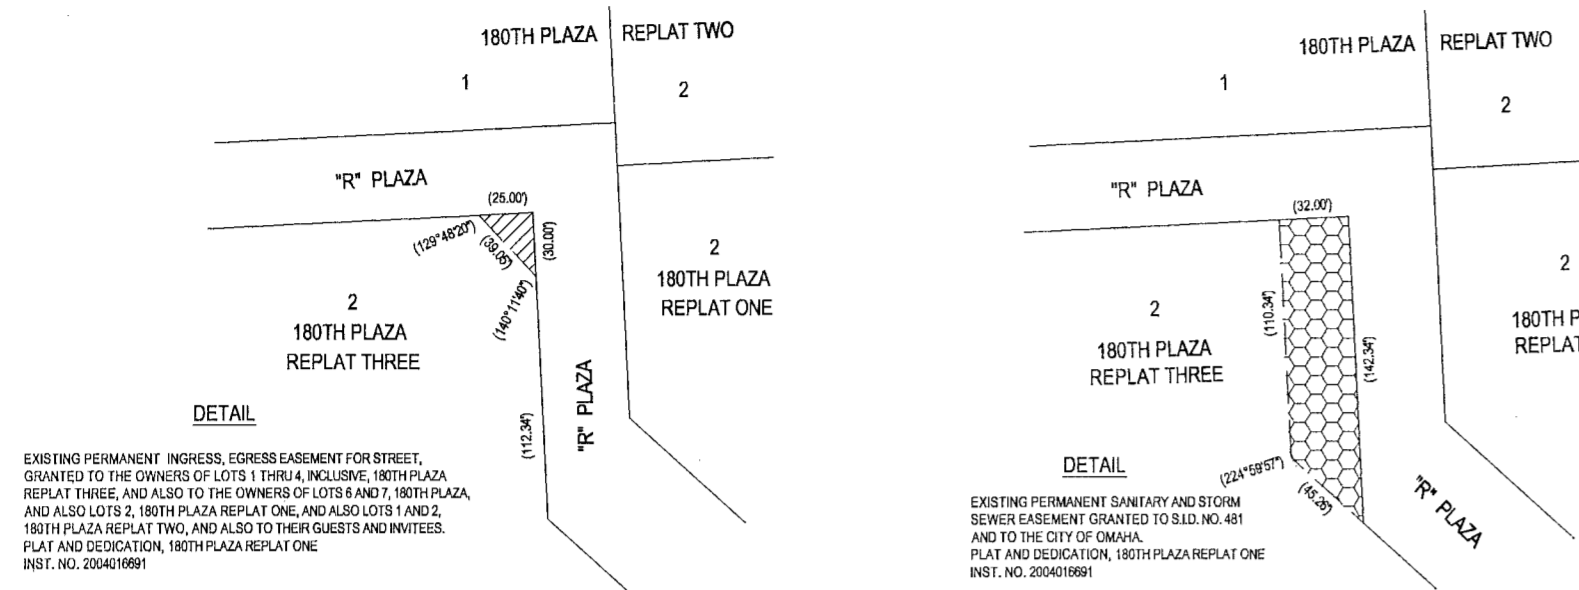 180TH PLAZA REPLAT TWO
1
2
"R" PLAZA
(25.00')
(129°48'20")
(39.05')
(30.00')
(140°11'40")
2
180TH PLAZA
REPLAT ONE
2
180TH PLAZA
REPLAT THREE
"R" PLAZA
(112.34')
DETAIL
EXISTING PERMANENT INGRESS, EGRESS EASEMENT FOR STREET,
GRANTED TO THE OWNERS OF LOTS 1 THRU 4, INCLUSIVE, 180TH PLAZA
REPLAT THREE, AND ALSO TO THE OWNERS OF LOTS 6 AND 7, 180TH PLAZA,
AND ALSO LOTS 2, 180TH PLAZA REPLAT ONE, AND ALSO LOTS 1 AND 2,
180TH PLAZA REPLAT TWO, AND ALSO TO THEIR GUESTS AND INVITEES.
PLAT AND DEDICATION, 180TH PLAZA REPLAT ONE
INST. NO. 2004016691
180TH PLAZA REPLAT TWO
1
2
"R" PLAZA
(32.00')
(110.34')
(142.34')
2
180TH P
REPLAT
2
180TH PLAZA
REPLAT THREE
(224°59'57")
(45.26')
"R" PLAZA
DETAIL
EXISTING PERMANENT SANITARY AND STORM
SEWER EASEMENT GRANTED TO S.I.D. NO. 481
AND TO THE CITY OF OMAHA.
PLAT AND DEDICATION, 180TH PLAZA REPLAT ONE
INST. NO. 2004016691